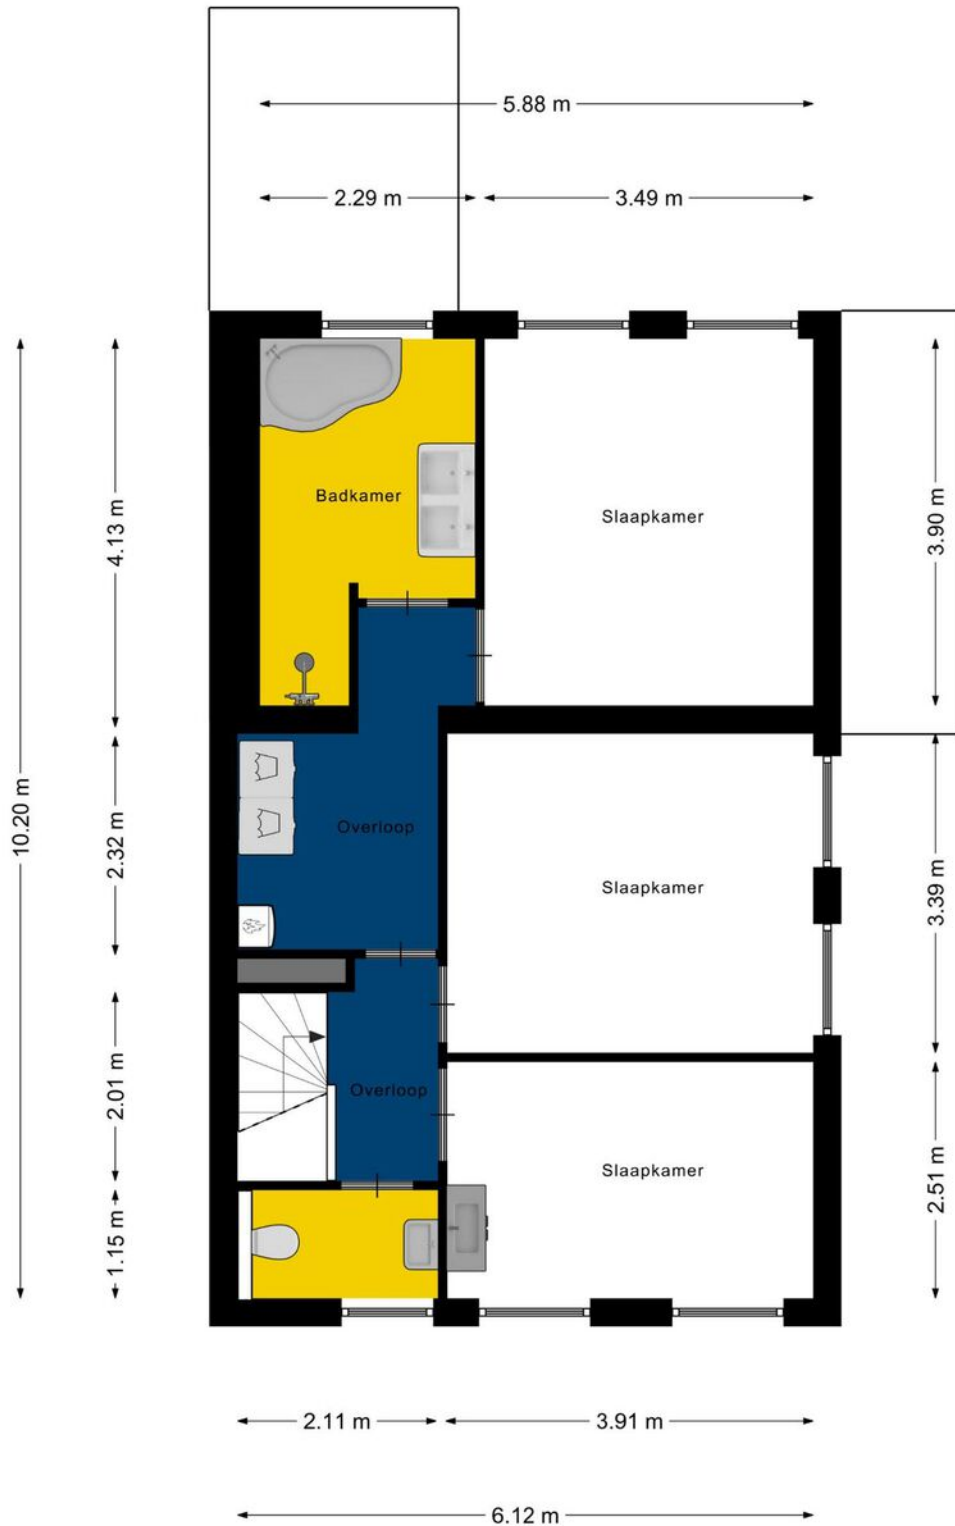 5.88 m
2.29 m
3.49 m
Badkamer
Slaapkamer
4.13 m
3.90 m
10.20 m
2.32 m
Overloop
Slaapkamer
3.39 m
2.01 m
Overloop
Slaapkamer
2.51 m
1.15 m
2.11 m
3.91 m
6.12 m